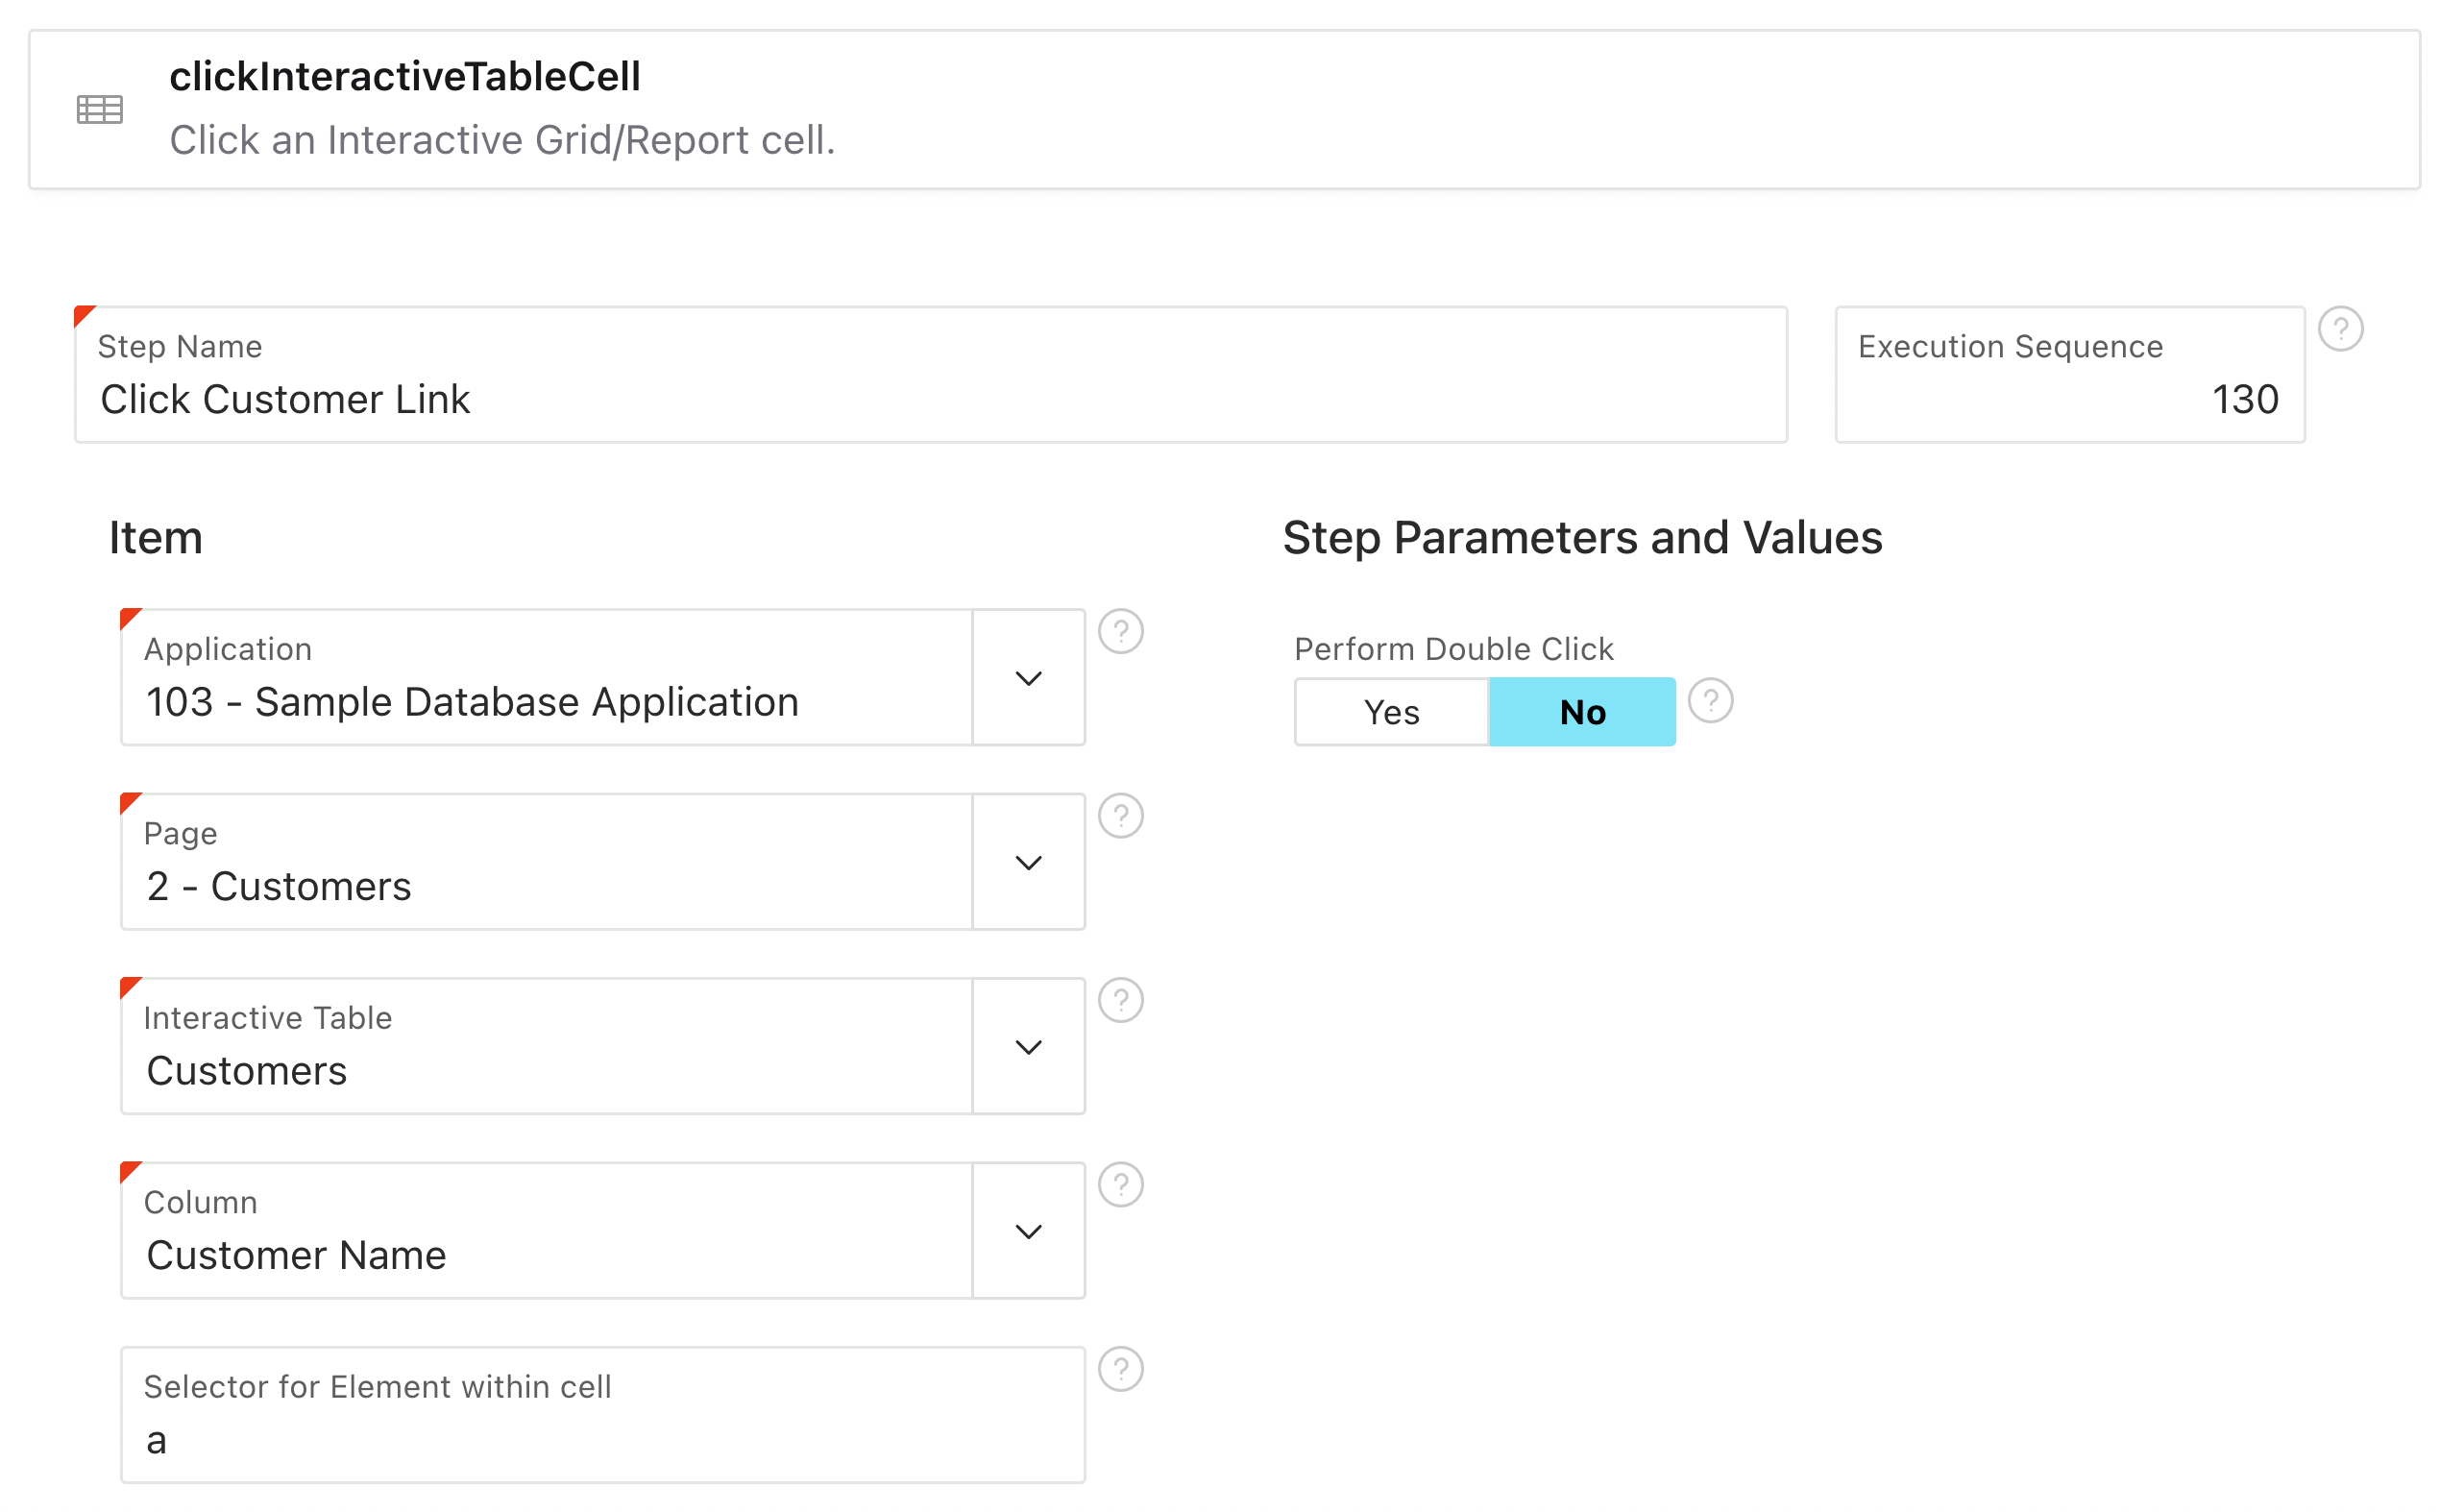 clickInteractiveTableCell
Click an Interactive Grid/Report cell.
Step Name
Click Customer Link
Execution Sequence
130
?
Item
Application
103 - Sample Database Application
?
Page
2 - Customers
?
Interactive Table
Customers
?
Column
Customer Name
?
Selector for Element within cell
a
?
Step Parameters and Values
Perform Double Click
Yes
No
?